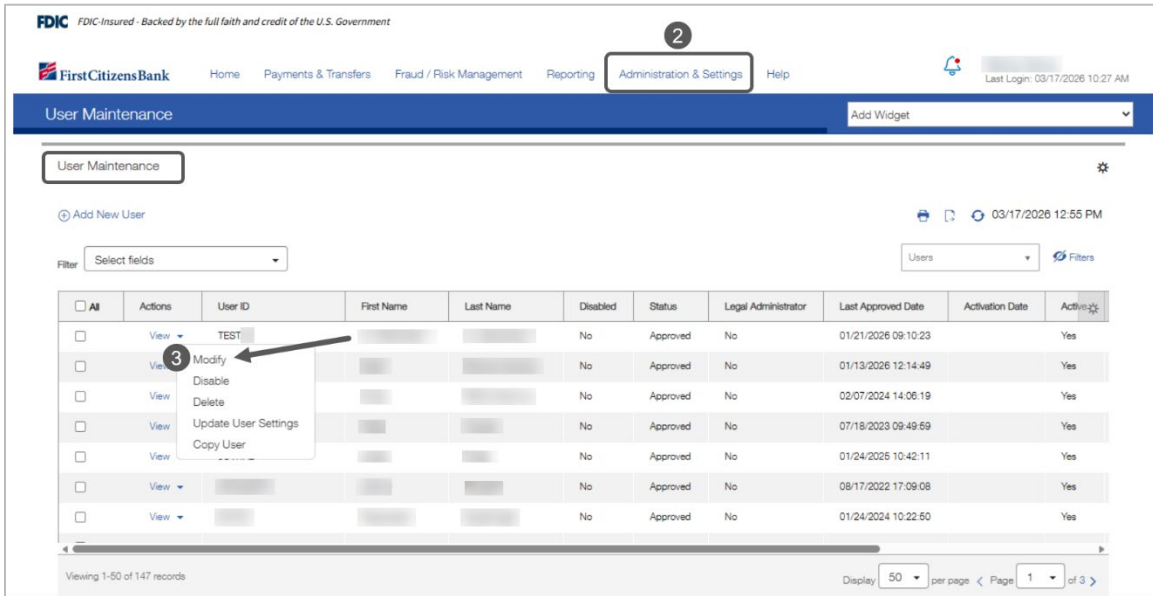 FDIC FDIC-Insured - Backed by the full faith and credit of the U.S. Government
2
First Citizens Bank Home Payments & Transfers Fraud / Risk Management Reporting Administration & Settings Help
Last Login: 03/17/2026 10:27 AM
User Maintenance Add Widget
User Maintenance
Add New User 03/17/2026 12:55 PM
Filter Select fields Users Filters
All Actions User ID First Name Last Name Disabled Status Legal Administrator Last Approved Date Activation Date Active
View TEST No Approved No 01/21/2026 09:10:23 Yes
3 Modify
View No Approved No 01/13/2026 12:14:49 Yes
Disable
View No Approved No 02/07/2024 14:06:19 Yes
Delete
View Update User Settings No Approved No 07/18/2023 09:49:59 Yes
Copy User
View No Approved No 01/24/2025 10:42:11 Yes
View No Approved No 08/17/2022 17:09:08 Yes
View No Approved No 01/24/2024 10:22:50 Yes
Viewing 1-50 of 147 records Display 50 per page Page 1 of 3